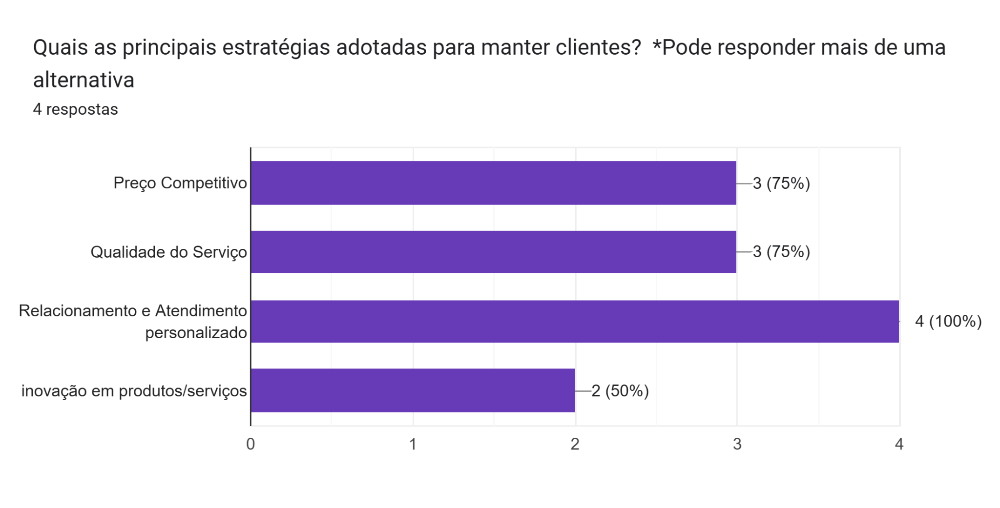 Quais as principais estratégias adotadas para manter clientes?  *Pode responder mais de uma
alternativa
4 respostas
Preço Competitivo
3 (75%)
Qualidade do Serviço
3 (75%)
Relacionamento e Atendimento
personalizado
4 (100%)
inovação em produtos/serviços
2 (50%)
0 1 2 3 4